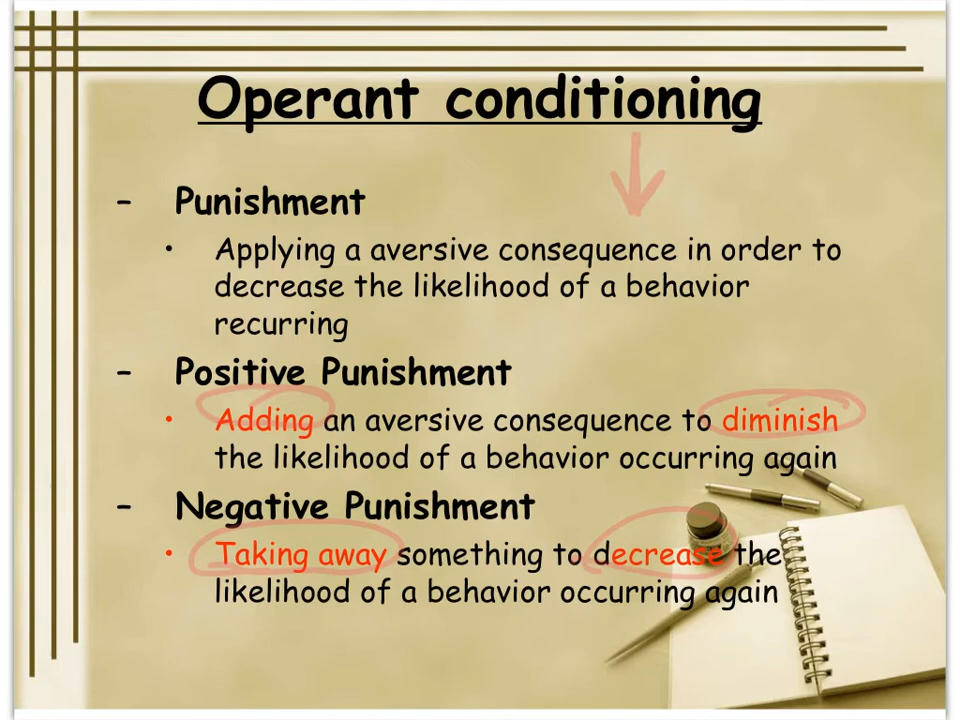 Operant conditioning
– Punishment
• Applying a aversive consequence in order to
decrease the likelihood of a behavior
recurring
– Positive Punishment
• Adding an aversive consequence to diminish
the likelihood of a behavior occurring again
– Negative Punishment
• Taking away something to decrease the
likelihood of a behavior occurring again